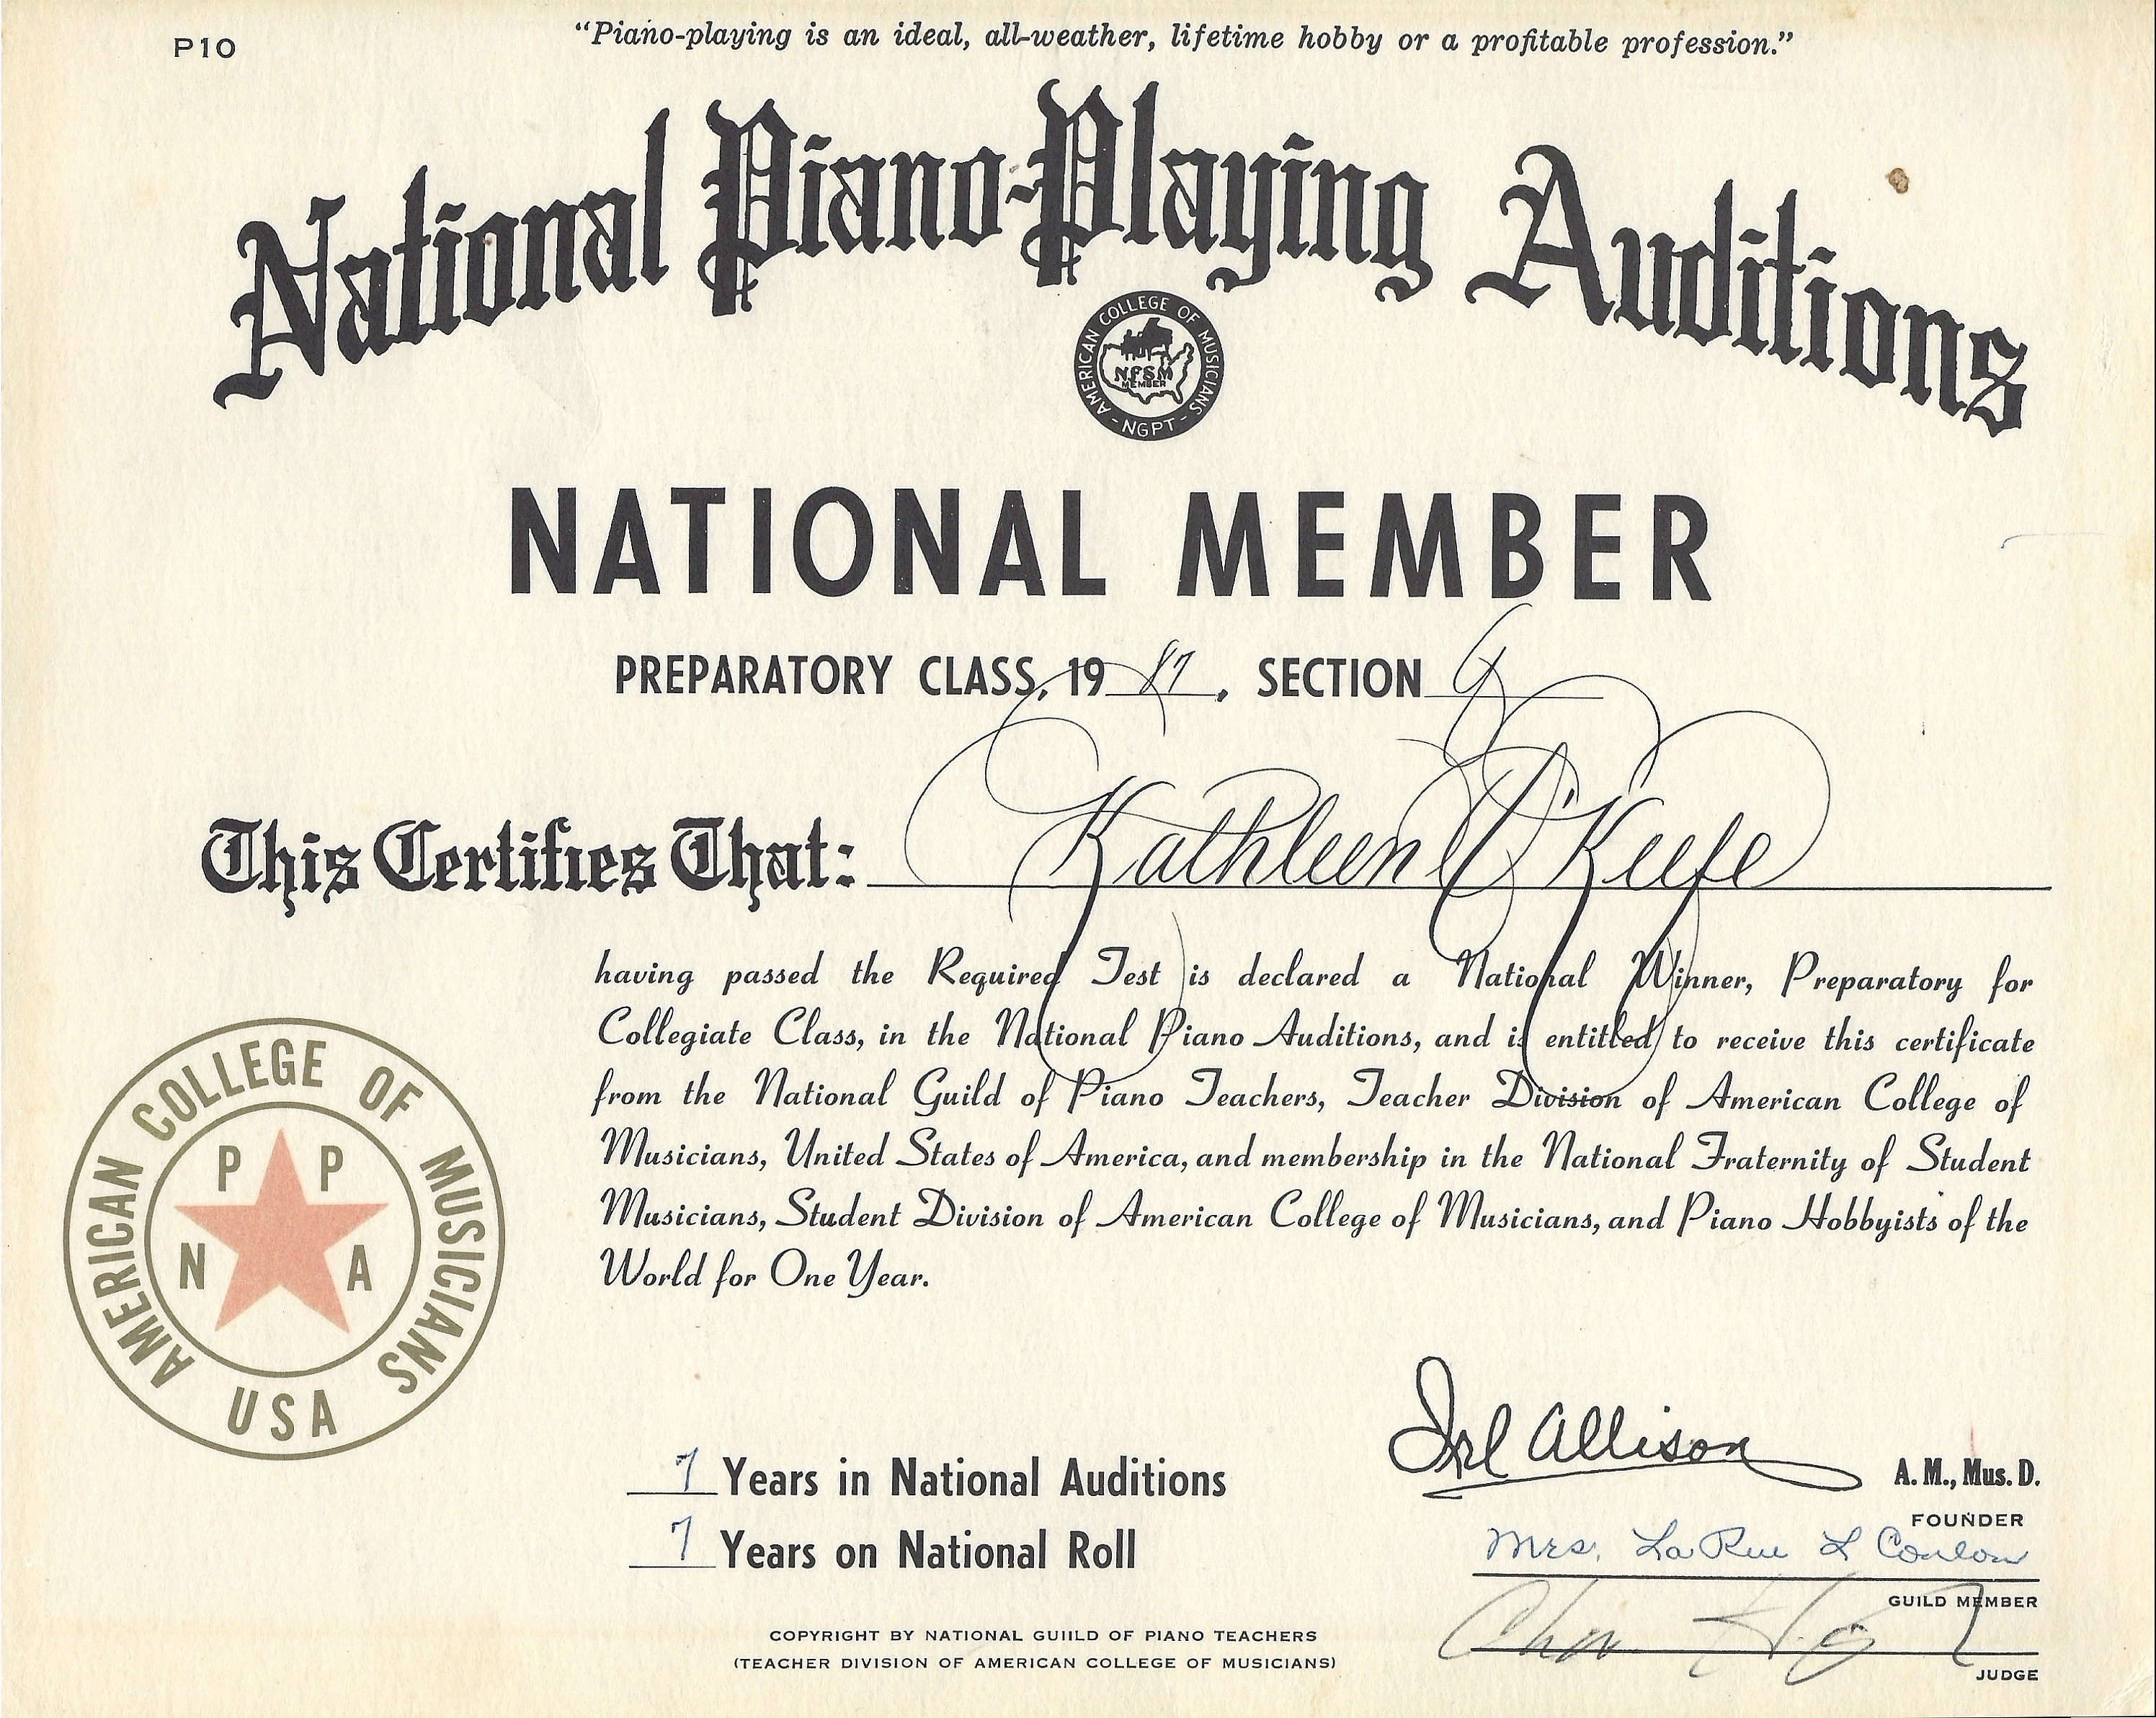 P10
“Piano-playing is an ideal, all-weather, lifetime hobby or a profitable profession.”
National Piano-Playing Auditions
AMERICAN COLLEGE OF MUSICIANS
NFSM
MEMBER
- NGPT -
NATIONAL MEMBER
PREPARATORY CLASS, 19 87, SECTION
This Certifies That: Kathleen O'Keefe
having passed the Required Test is declared a National Winner, Preparatory for
Collegiate Class, in the National Piano Auditions, and is entitled to receive this certificate
from the National Guild of Piano Teachers, Teacher Division of American College of
Musicians, United States of America, and membership in the National Fraternity of Student
Musicians, Student Division of American College of Musicians, and Piano Hobbyists of the
World for One Year.
AMERICAN COLLEGE OF MUSICIANS
P P
N A
USA
7 Years in National Auditions
7 Years on National Roll
Irl Allison A. M., Mus. D.
FOUNDER
Mrs. LaRue L Conlon
GUILD MEMBER
JUDGE
COPYRIGHT BY NATIONAL GUIILD OF PIANO TEACHERS
(TEACHER DIVISION OF AMERICAN COLLEGE OF MUSICIANS)